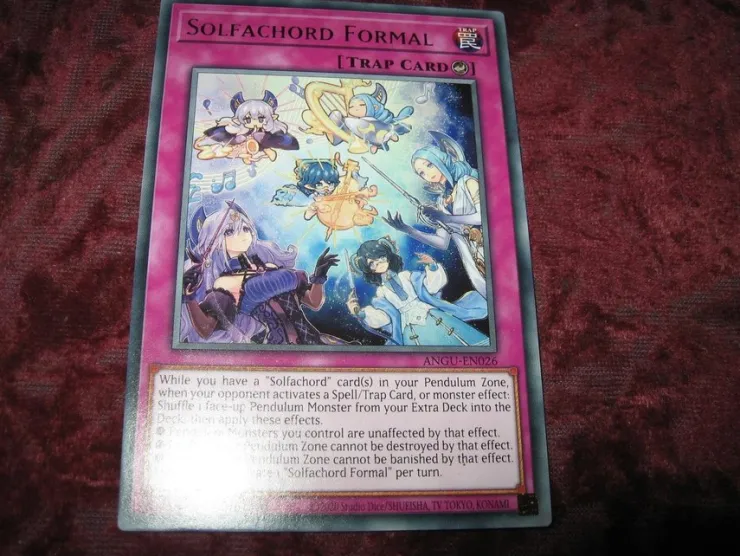 SOLFACHORD FORMAL
TRAP
罠
[TRAP CARD]
ANGU-EN026
While you have a "Solfachord" card(s) in your Pendulum Zone,
when your opponent activates a Spell/Trap Card, or monster effect:
Shuffle 1 face-up Pendulum Monster from your Extra Deck into the
Deck, then apply these effects.
Monsters you control are unaffected by that effect.
Pendulum Zone cannot be destroyed by that effect.
Zone cannot be banished by that effect.
"Solfachord Formal" per turn.
Studio Dice/SHUEISHA, TV TOKYO, KONAMI